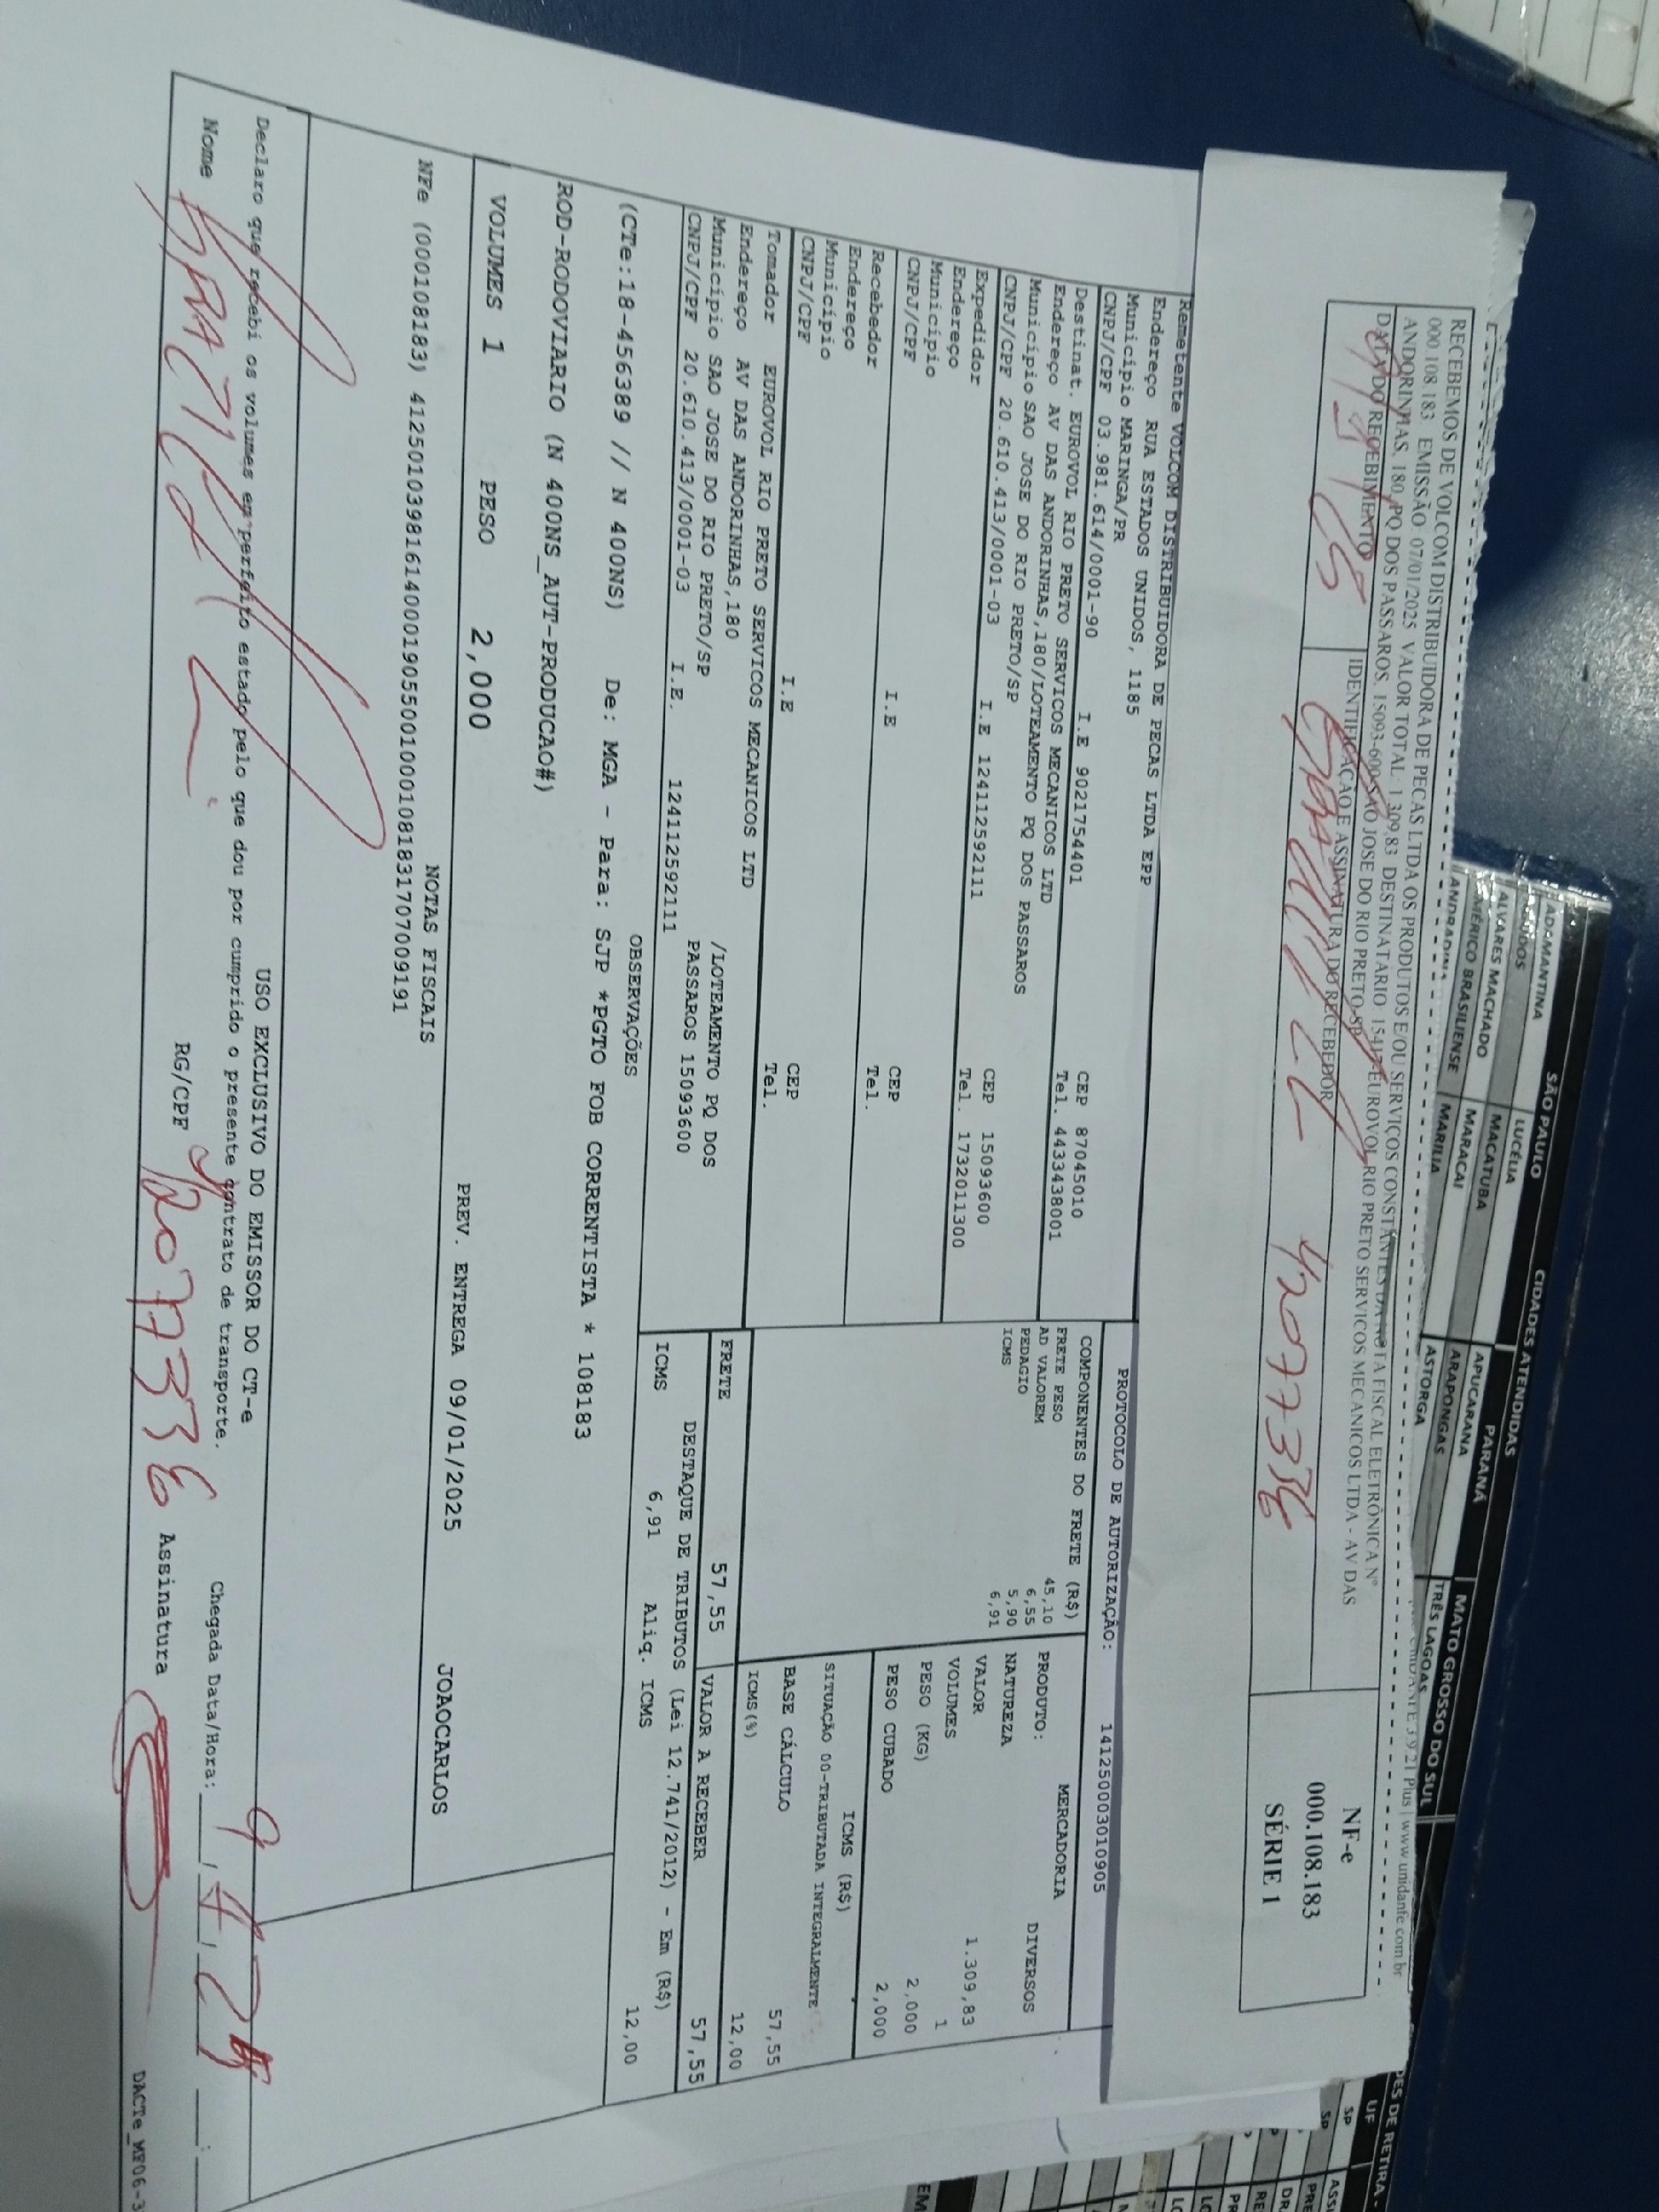 SÃO PAULO CIDADES ATENDIDAS PARANÁ MATO GROSSO DO SUL
ADAMANTINA LUCÉLIA APUCARANA TRÊS LAGOAS
MACATUBA ARAPONGAS
ALVARES MACHADO MARACAI ASTORGA
AMÉRICO BRASILIENSE MARILIA
ANDRADINA
3.9.21 Plus | www.unidanfe.com.br
RECEBEMOS DE VOLCOM DISTRIBUIDORA DE PECAS LTDA OS PRODUTOS E/OU SERVIÇOS CONSTANTES DA NOTA FISCAL ELETRÔNICA Nº
000.108.183 EMISSÃO: 07/01/2025 VALOR TOTAL: 1.309,83 DESTINATÁRIO: 15417-EUROVOL RIO PRETO SERVICOS MECANICOS LTDA - AV DAS
ANDORINHAS, 180 PQ DOS PASSAROS, 15093-600 SAO JOSE DO RIO PRETO-SP
DATA DO RECEBIMENTO
IDENTIFICAÇÃO E ASSINATURA DO RECEBEDOR
42077336
NF-e
000.108.183
SÉRIE 1
PROTOCOLO DE AUTORIZAÇÃO: 141250003010905
Remetente VOLCOM DISTRIBUIDORA DE PECAS LTDA EPP
Endereço RUA ESTADOS UNIDOS, 1185
Município MARINGA/PR CEP 87045010
CNPJ/CPF 03.981.614/0001-90 I.E 9021754401 Tel. 4433438001
Destinat. EUROVOL RIO PRETO SERVICOS MECANICOS LTD
Endereço AV DAS ANDORINHAS,180/LOTEAMENTO PQ DOS PASSAROS
Município SAO JOSE DO RIO PRETO/SP CEP 15093600
CNPJ/CPF 20.610.413/0001-03 I.E 124112592111 Tel. 1732011300
Expedidor
Endereço
Município CEP
CNPJ/CPF I.E Tel.
Recebedor
Endereço
Município CEP
CNPJ/CPF I.E Tel.
Tomador EUROVOL RIO PRETO SERVICOS MECANICOS LTD
Endereço AV DAS ANDORINHAS,180 /LOTEAMENTO PQ DOS
Município SAO JOSE DO RIO PRETO/SP PASSAROS 15093600
CNPJ/CPF 20.610.413/0001-03 I.E. 124112592111
COMPONENTES DO FRETE (R$)
FRETE PESO 45,10
AD VALOREM 6,55
PEDAGIO 5,90
ICMS 6,91
MERCADORIA
PRODUTO: DIVERSOS
NATUREZA
VALOR 1.309,83
VOLUMES 1
PESO (KG) 2,000
PESO CUBADO 2,000
ICMS (R$)
SITUAÇÃO 00-TRIBUTADA INTEGRALMENTE
BASE CÁLCULO 57,55
ICMS(%) 12,00
FRETE 57,55 VALOR A RECEBER 57,55
DESTAQUE DE TRIBUTOS (Lei 12.741/2012) - Em (R$)
ICMS 6,91 Aliq. ICMS 12,00
OBSERVAÇÕES
(CTe:18-456389 // N 400NS) De: MGA - Para: SJP *PGTO FOB CORRENTISTA * 108183
ROD-RODOVIARIO (N 400NS_AUT-PRODUCAO#)
VOLUMES 1 PESO 2,000 PREV. ENTREGA 09/01/2025 JOAOCARLOS
NOTAS FISCAIS
NFe (000108183) 41250103981614000190550010001081831707009191
USO EXCLUSIVO DO EMISSOR DO CT-e
Declaro que recebi os volumes em perfeito estado pelo que dou por cumprido o presente contrato de transporte.
Chegada Data/Hora:
Nome RG/CPF 42077336 Assinatura